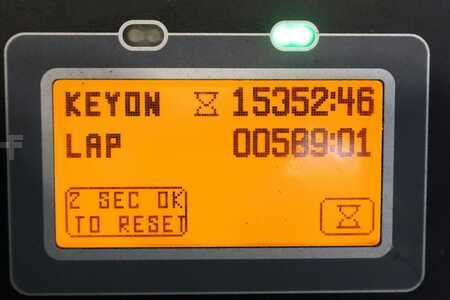 KEYON 15352:46
LAP 00589:01
2 SEC OK
TO RESET